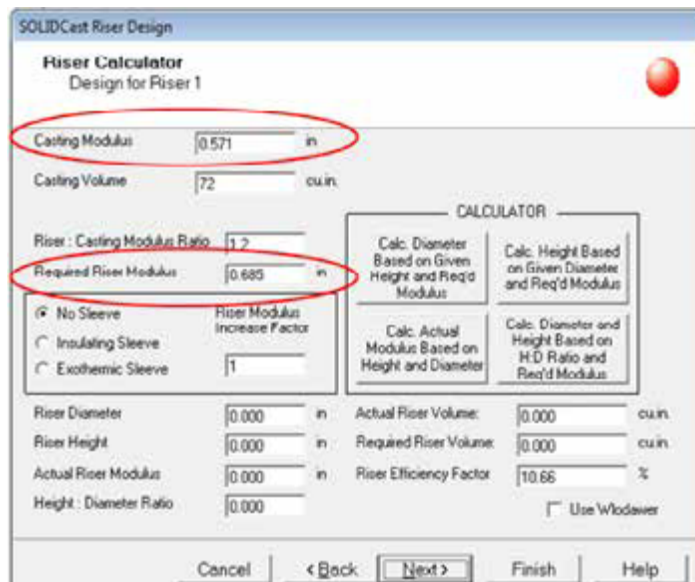 SOLIDCast Riser Design
Riser Calculator
Design for Riser 1
Casting Modulus 0.571 in
Casting Volume 72 cu.in.
CALCULATOR
Riser : Casting Modulus Ratio 1.2
Required Riser Modulus 0.685 in
Calc. Diameter
Based on Given
Height and Req'd
Modulus
Calc. Height Based
on Given Diameter
and Req'd Modulus
No Sleeve
Insulating Sleeve
Exothermic Sleeve
Riser Modulus
Increase Factor
1
Calc. Actual
Modulus Based on
Height and Diameter
Calc. Diameter and
Height Based on
H:D Ratio and
Req'd Modulus
Riser Diameter 0.000 in Actual Riser Volume: 0.000 cu.in.
Riser Height 0.000 in Required Riser Volume: 0.000 cu.in
Actual Riser Modulus 0.000 in Riser Efficiency Factor 10.66 %
Height : Diameter Ratio 0.000 Use Wlodawer
Cancel < Back Next > Finish Help